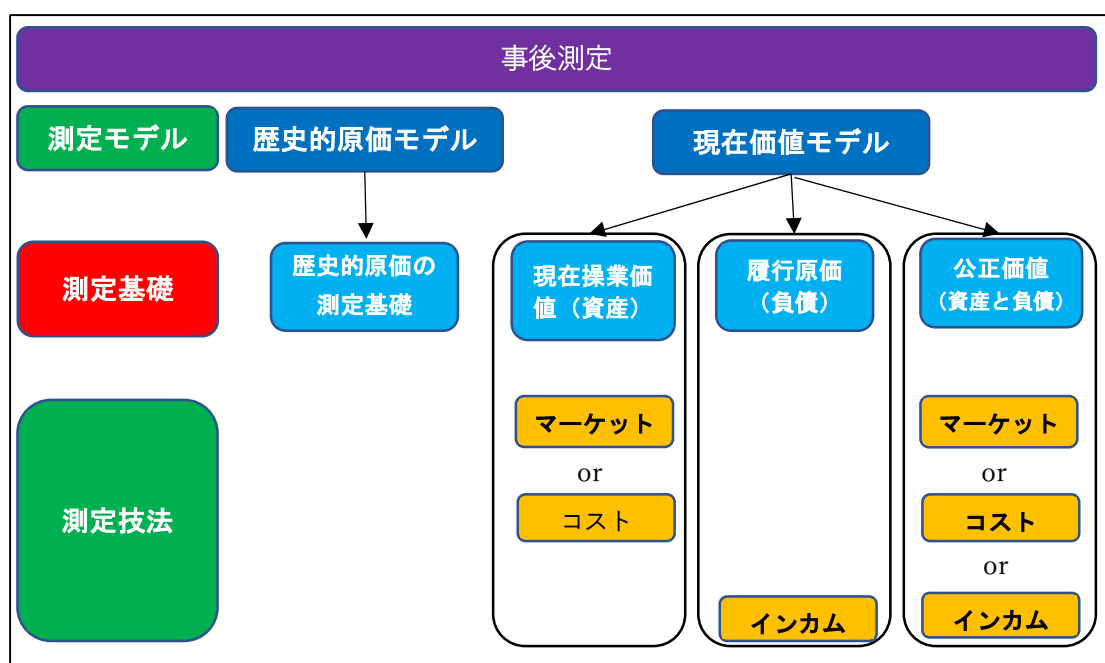 事後測定
測定モデル
歴史的原価モデル
現在価値モデル
測定基礎
歴史的原価の
測定基礎
現在操業価
値（資産）
履行原価
（負債）
公正価値
（資産と負債）
測定技法
マーケット
or
コスト
インカム
マーケット
or
コスト
or
インカム